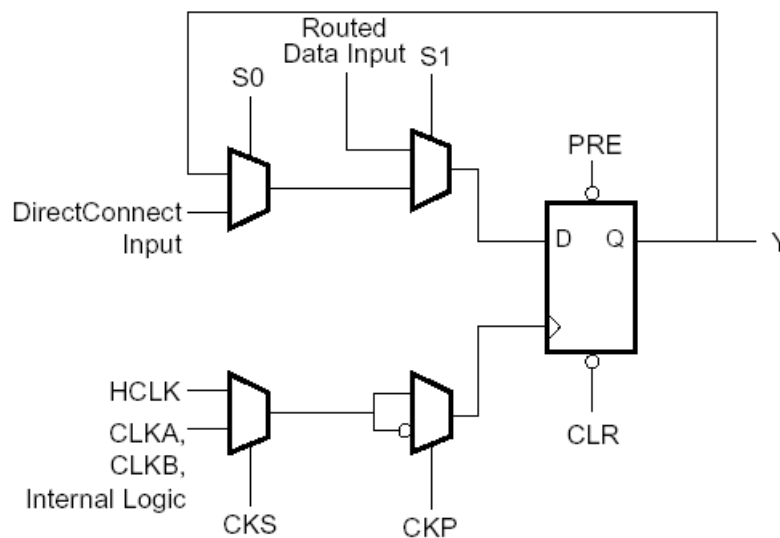 Routed
Data Input
S1
S0
PRE
DirectConnect
Input
D
Q
Y
HCLK
CLKA,
CLKB,
Internal Logic
CLR
CKS
CKP